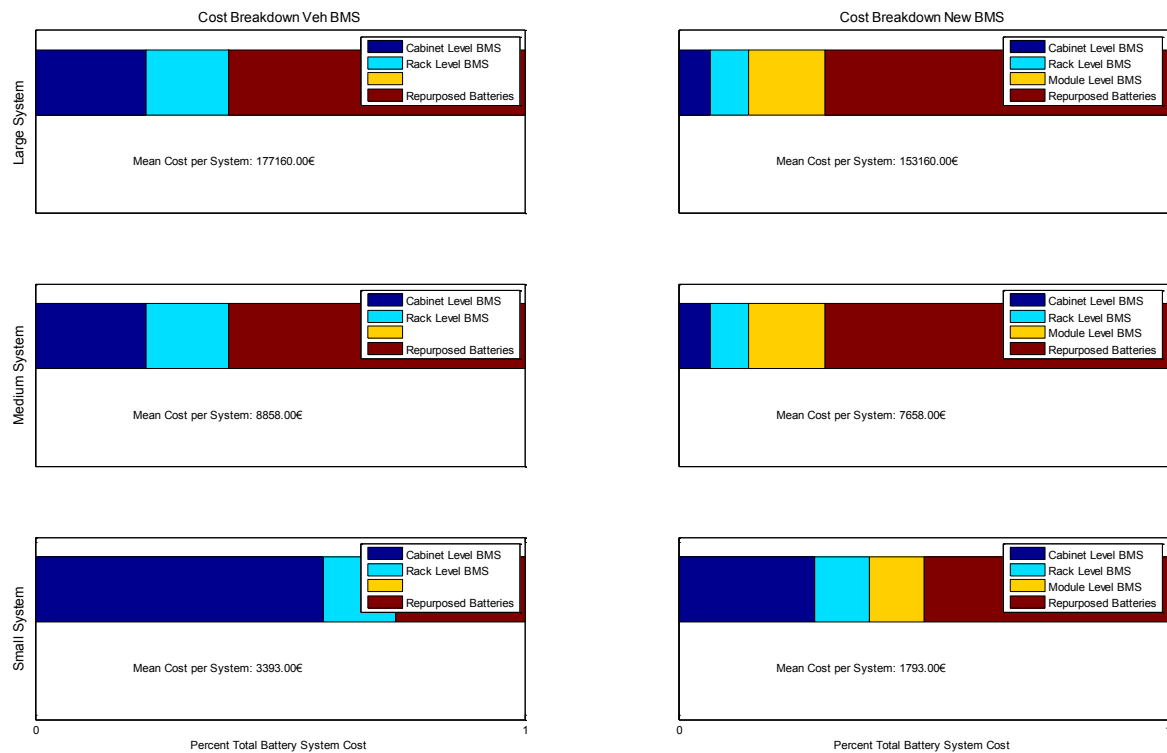 Cost Breakdown Veh BMS
Large System
Cabinet Level BMS
Rack Level BMS
Repurposed Batteries
Mean Cost per System: 177160.00€
Cost Breakdown New BMS
Cabinet Level BMS
Rack Level BMS
Module Level BMS
Repurposed Batteries
Mean Cost per System: 153160.00€
Medium System
Cabinet Level BMS
Rack Level BMS
Repurposed Batteries
Mean Cost per System: 8858.00€
Cabinet Level BMS
Rack Level BMS
Module Level BMS
Repurposed Batteries
Mean Cost per System: 7658.00€
Small System
Cabinet Level BMS
Rack Level BMS
Repurposed Batteries
Mean Cost per System: 3393.00€
0 1
Percent Total Battery System Cost
Cabinet Level BMS
Rack Level BMS
Module Level BMS
Repurposed Batteries
Mean Cost per System: 1793.00€
0
Percent Total Battery System Cost